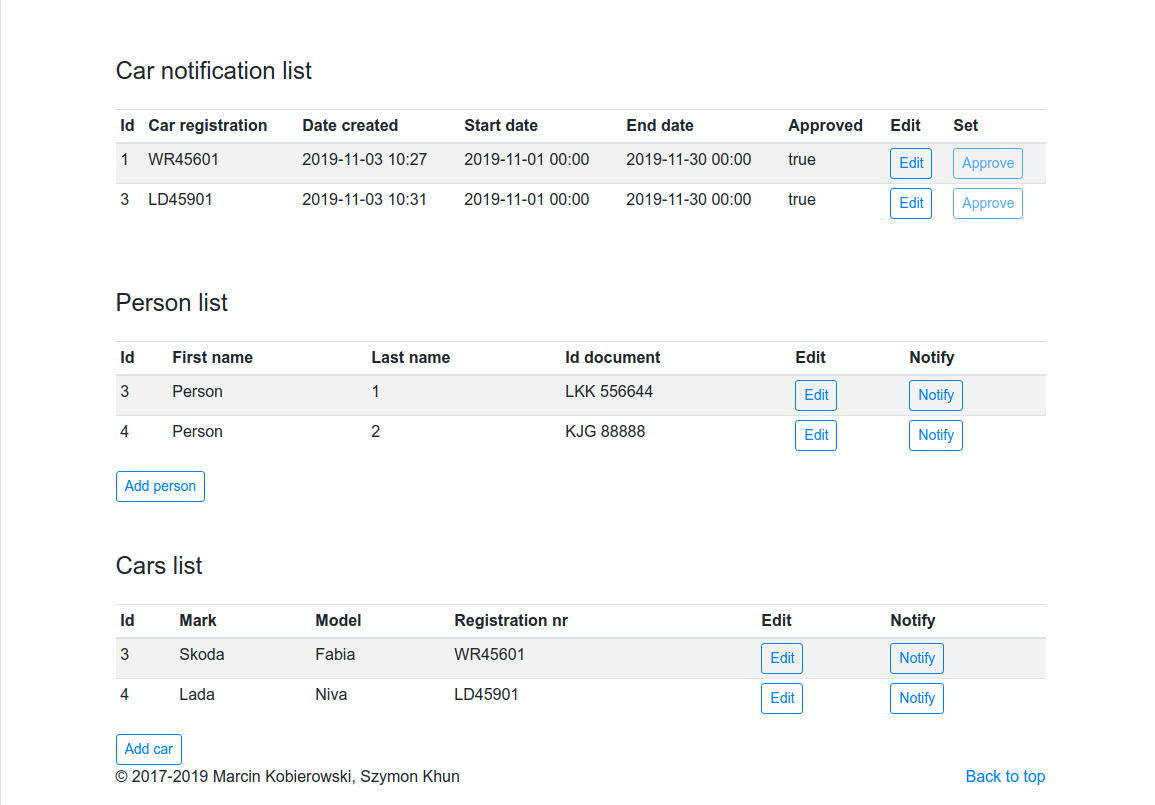 Car notification list
Id Car registration Date created Start date End date Approved Edit Set
1 WR45601 2019-11-03 10:27 2019-11-01 00:00 2019-11-30 00:00 true Edit Approve
3 LD45901 2019-11-03 10:31 2019-11-01 00:00 2019-11-30 00:00 true Edit Approve
Person list
Id First name Last name Id document Edit Notify
3 Person 1 LKK 556644 Edit Notify
4 Person 2 KJG 88888 Edit Notify
Add person
Cars list
Id Mark Model Registration nr Edit Notify
3 Skoda Fabia WR45601 Edit Notify
4 Lada Niva LD45901 Edit Notify
Add car
© 2017-2019 Marcin Kobierowski, Szymon Khun Back to top